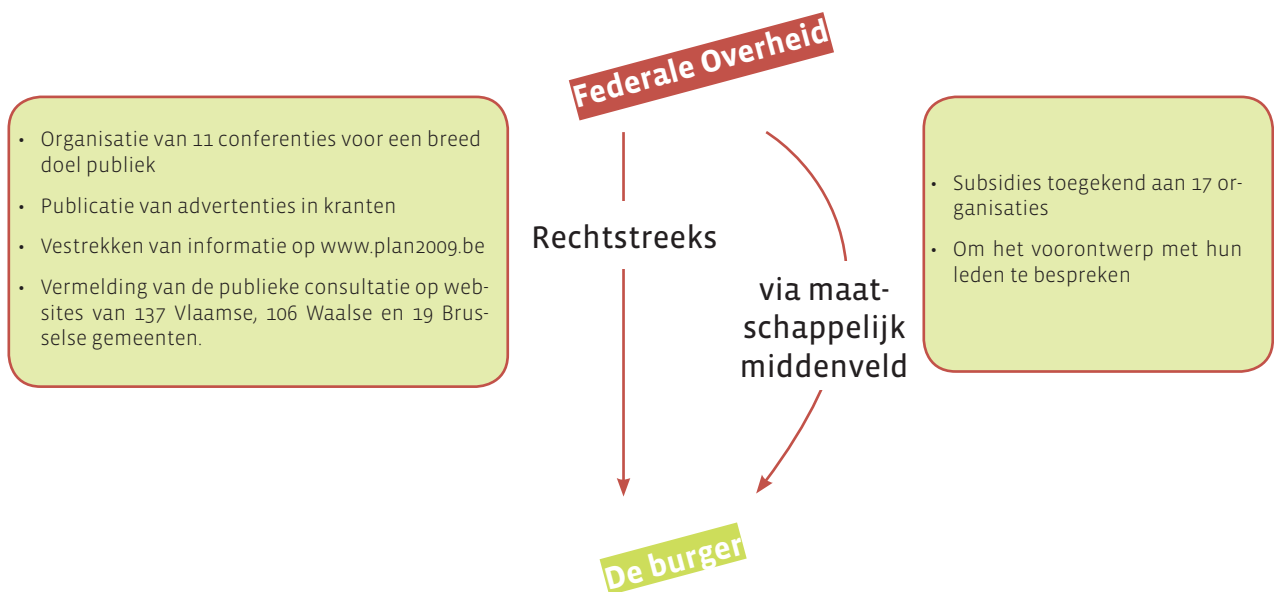 Federale Overheid
• Organisatie van 11 conferenties voor een breed
doel publiek
• Publicatie van advertenties in kranten
• Vestrekken van informatie op www.plan2009.be
• Vermelding van de publieke consultatie op web-
sites van 137 Vlaamse, 106 Waalse en 19 Brus-
selse gemeenten.
Rechtstreeks
via maat-
schappelijk
middenveld
• Subsidies toegekend aan 17 or-
ganisaties
• Om het voorontwerp met hun
leden te bespreken
De burger